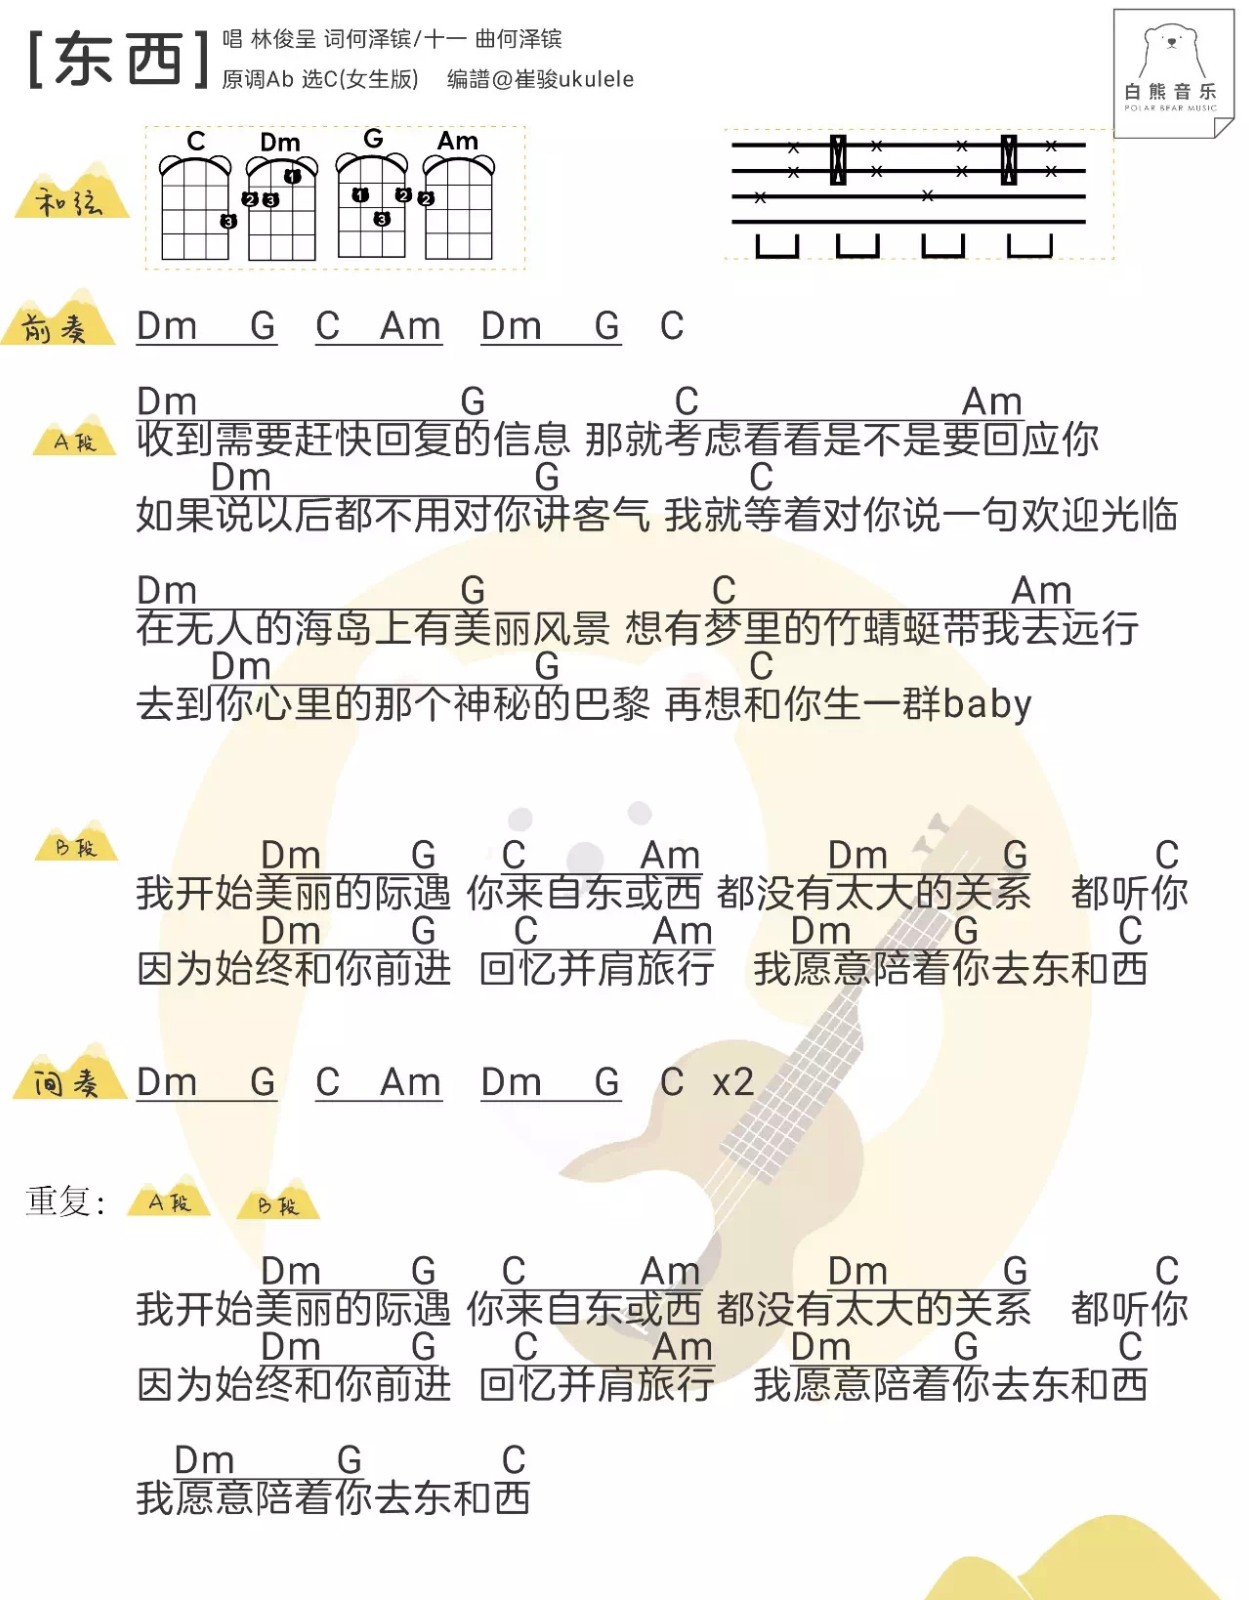 [东西]
唱 林俊呈 词何泽镔/十一 曲何泽镔
原调Ab 选C(女生版) 编譜@崔骏ukulele
白熊音乐
POLAR BEAR MUSIC
和弦
C Dm G Am
1 2 3 1 2 2
3 3
前奏 Dm G C Am Dm G C
Dm G C Am
A段 收到需要赶快回复的信息 那就考虑看看是不是要回应你
Dm G C
如果说以后都不用对你讲客气 我就等着对你说一句欢迎光临
Dm G C Am
在无人的海岛上有美丽风景 想有梦里的竹蜻蜓带我去远行
Dm G C
去到你心里的那个神秘的巴黎 再想和你生一群baby
B段
Dm G C Am Dm G C
我开始美丽的际遇 你来自东或西 都没有太大的关系 都听你
Dm G C Am Dm G C
因为始终和你前进 回忆并肩旅行 我愿意陪着你去东和西
间奏 Dm G C Am Dm G C x2
重复: A段 B段
Dm G C Am Dm G C
我开始美丽的际遇 你来自东或西 都没有太大的关系 都听你
Dm G C Am Dm G C
因为始终和你前进 回忆并肩旅行 我愿意陪着你去东和西
Dm G C
我愿意陪着你去东和西